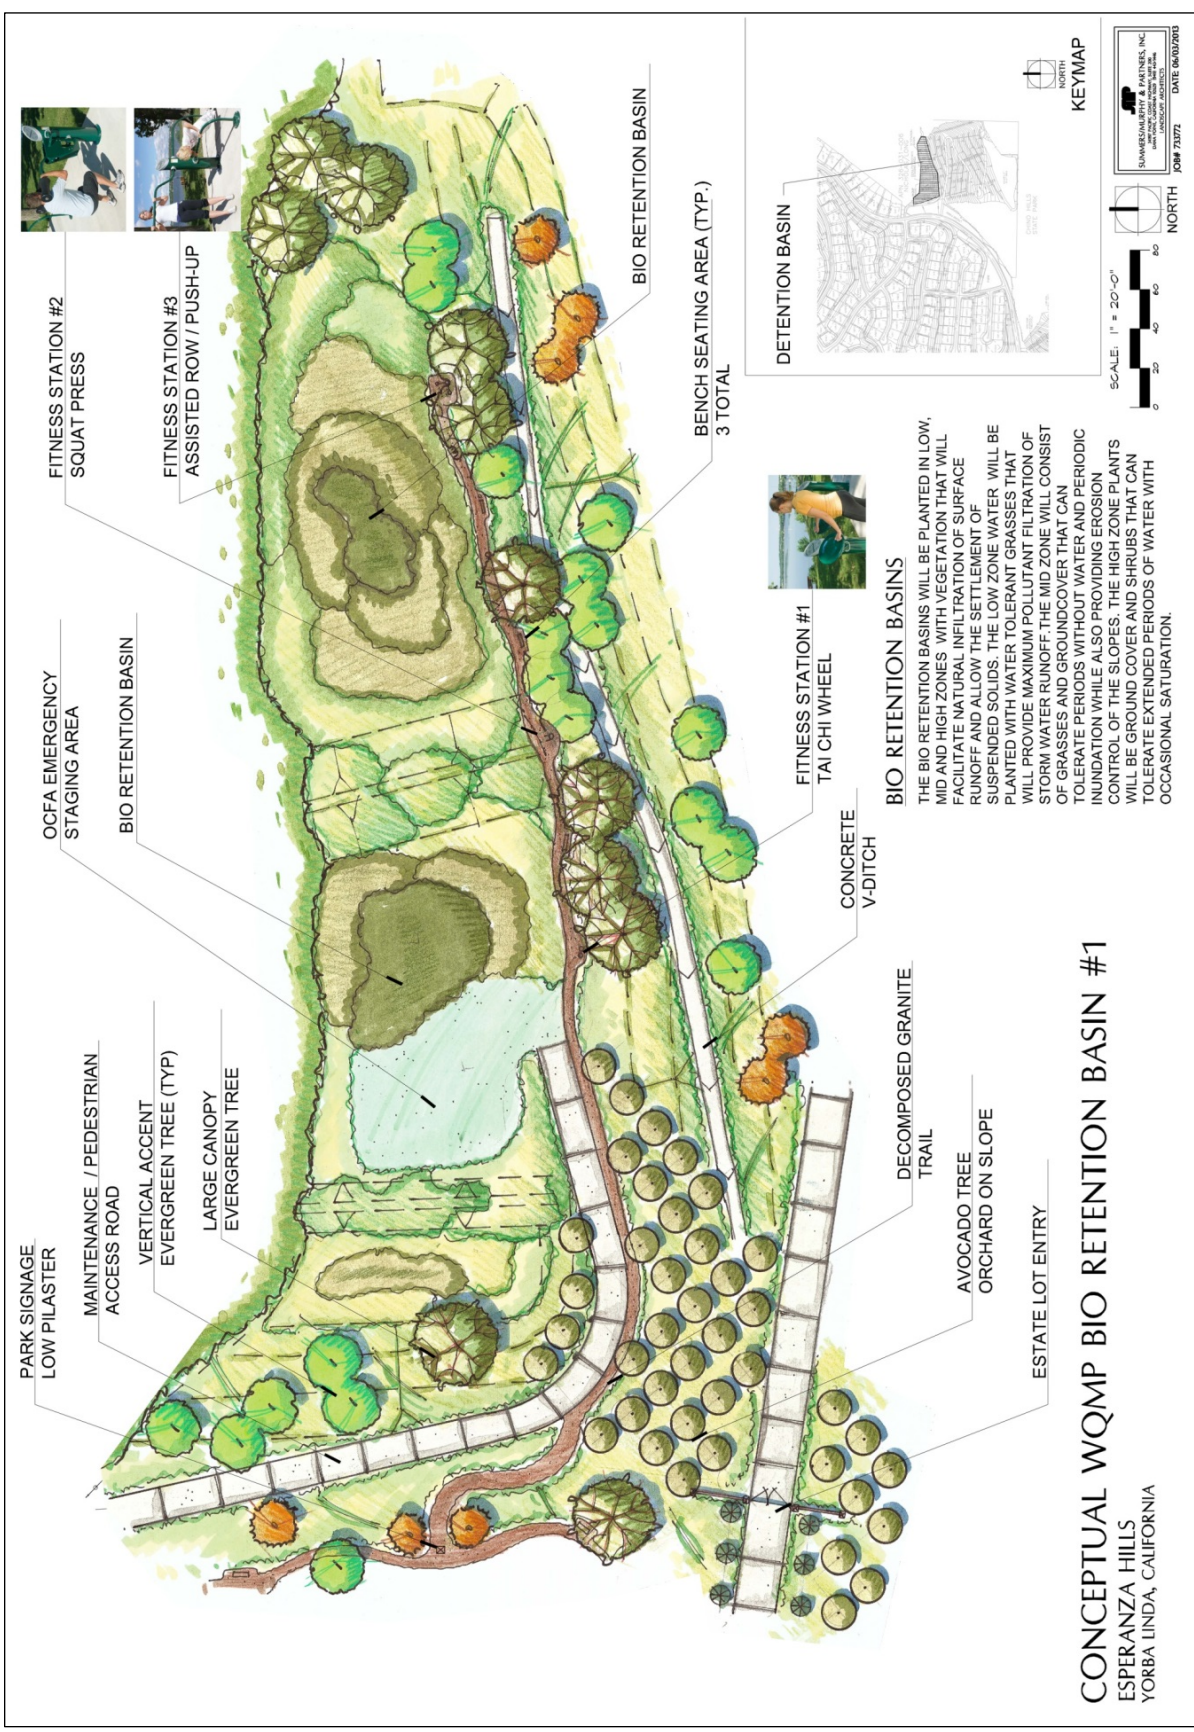 PARK SIGNAGE
LOW PILASTER
MAINTENANCE / PEDESTRIAN
ACCESS ROAD
VERTICAL ACCENT
EVERGREEN TREE (TYP)
LARGE CANOPY
EVERGREEN TREE
OCFA EMERGENCY
STAGING AREA
BIO RETENTION BASIN
FITNESS STATION #2
SQUAT PRESS
FITNESS STATION #3
ASSISTED ROW / PUSH-UP
BIO RETENTION BASIN
BENCH SEATING AREA (TYP.)
3 TOTAL
FITNESS STATION #1
TAI CHI WHEEL
CONCRETE
V-DITCH
DECOMPOSED GRANITE
TRAIL
AVOCADO TREE
ORCHARD ON SLOPE
ESTATE LOT ENTRY
BIO RETENTION BASINS
THE BIO RETENTION BASINS WILL BE PLANTED IN LOW,
MID AND HIGH ZONES WITH VEGETATION THAT WILL
FACILITATE NATURAL INFILTRATION OF SURFACE
RUNOFF AND ALLOW THE SETTLEMENT OF
SUSPENDED SOLIDS. THE LOW ZONE WATER WILL BE
PLANTED WITH WATER TOLERANT GRASSES THAT
WILL PROVIDE MAXIMUM POLLUTANT FILTRATION OF
STORM WATER RUNOFF. THE MID ZONE WILL CONSIST
OF GRASSES AND GROUNDCOVER THAT CAN
TOLERATE PERIODS WITHOUT WATER AND PERIODIC
INUNDATION WHILE ALSO PROVIDING EROSION
CONTROL OF THE SLOPES. THE HIGH ZONE PLANTS
WILL BE GROUND COVER AND SHRUBS THAT CAN
TOLERATE EXTENDED PERIODS OF WATER WITH
OCCASIONAL SATURATION.
DETENTION BASIN
NORTH
KEYMAP
CONCEPTUAL WQMP BIO RETENTION BASIN #1
ESPERANZA HILLS
YORBA LINDA, CALIFORNIA
SCALE: 1" = 20'-0"
0 20 40 60 80
NORTH
SUMMERS/MURPHY & PARTNERS, INC.
LANDSCAPE ARCHITECTS
JOB# 733772 DATE: 06/03/2013